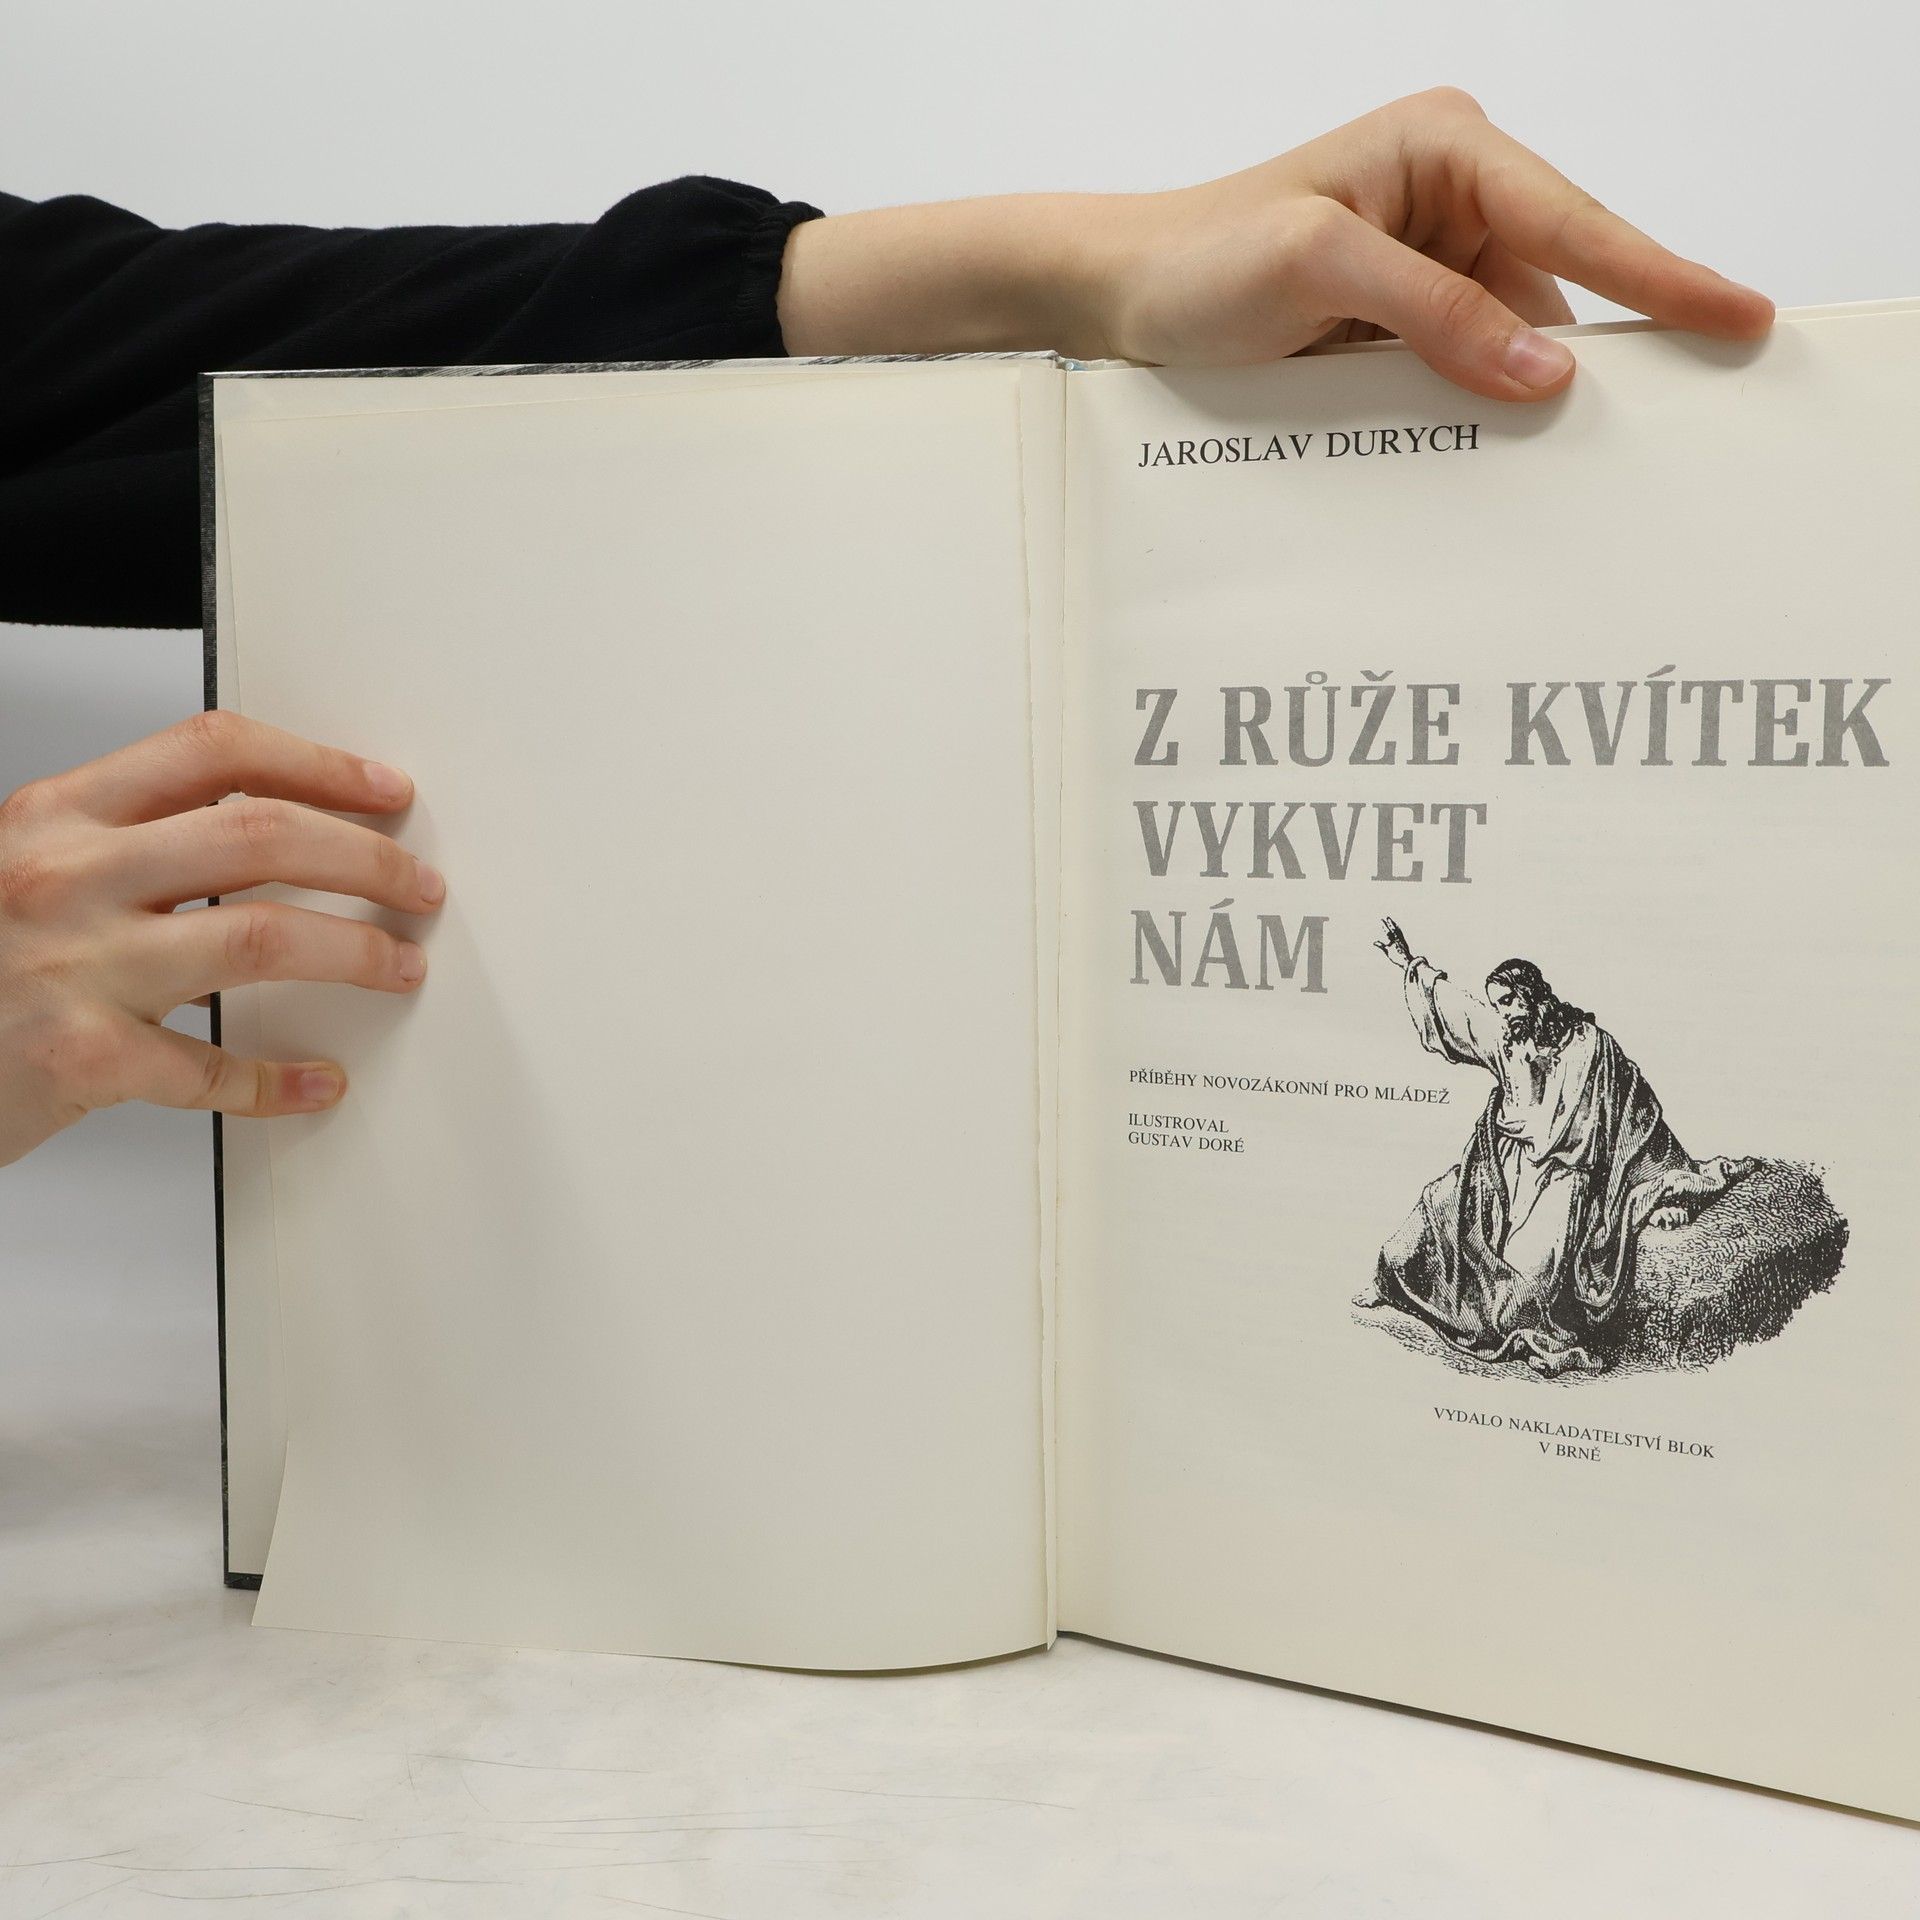 JAROSLAV DURYCH
Z RŮŽE KVÍTEK
VYKVET
NÁM
PŘÍBĚHY NOVOZÁKONNÍ PRO MLÁDEŽ
ILUSTROVAL
GUSTAV DORÉ
VYDALO NAKLADATELSTVÍ BLOK
V BRNĚ